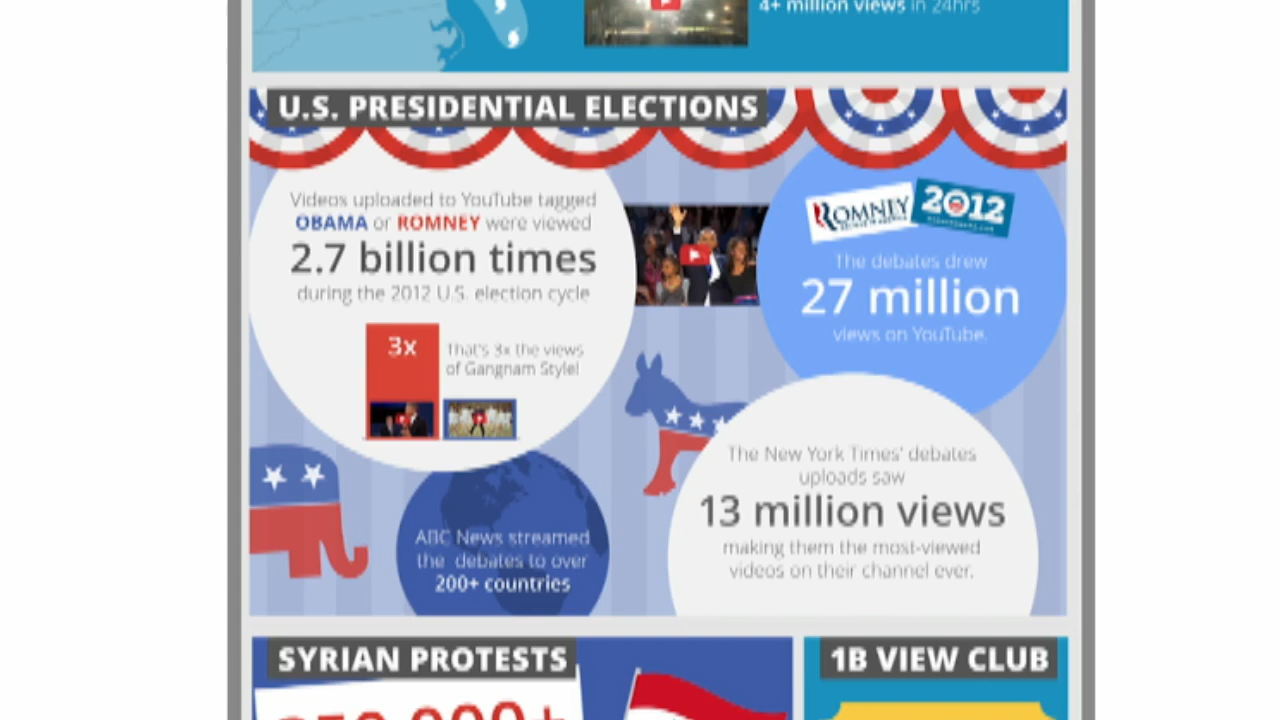 4+ million views in 24hrs
U.S. PRESIDENTIAL ELECTIONS
Videos uploaded to YouTube tagged
OBAMA or ROMNEY were viewed
2.7 billion times
during the 2012 U.S. election cycle
3x
That's 3x the views
of Gangnam Style!
ROMNEY
2012
The debates drew
27 million
views on YouTube.
The New York Times' debates
uploads saw
13 million views
making them the most-viewed
videos on their channel ever.
ABC News streamed
the debates to over
200+ countries
SYRIAN PROTESTS
1B VIEW CLUB